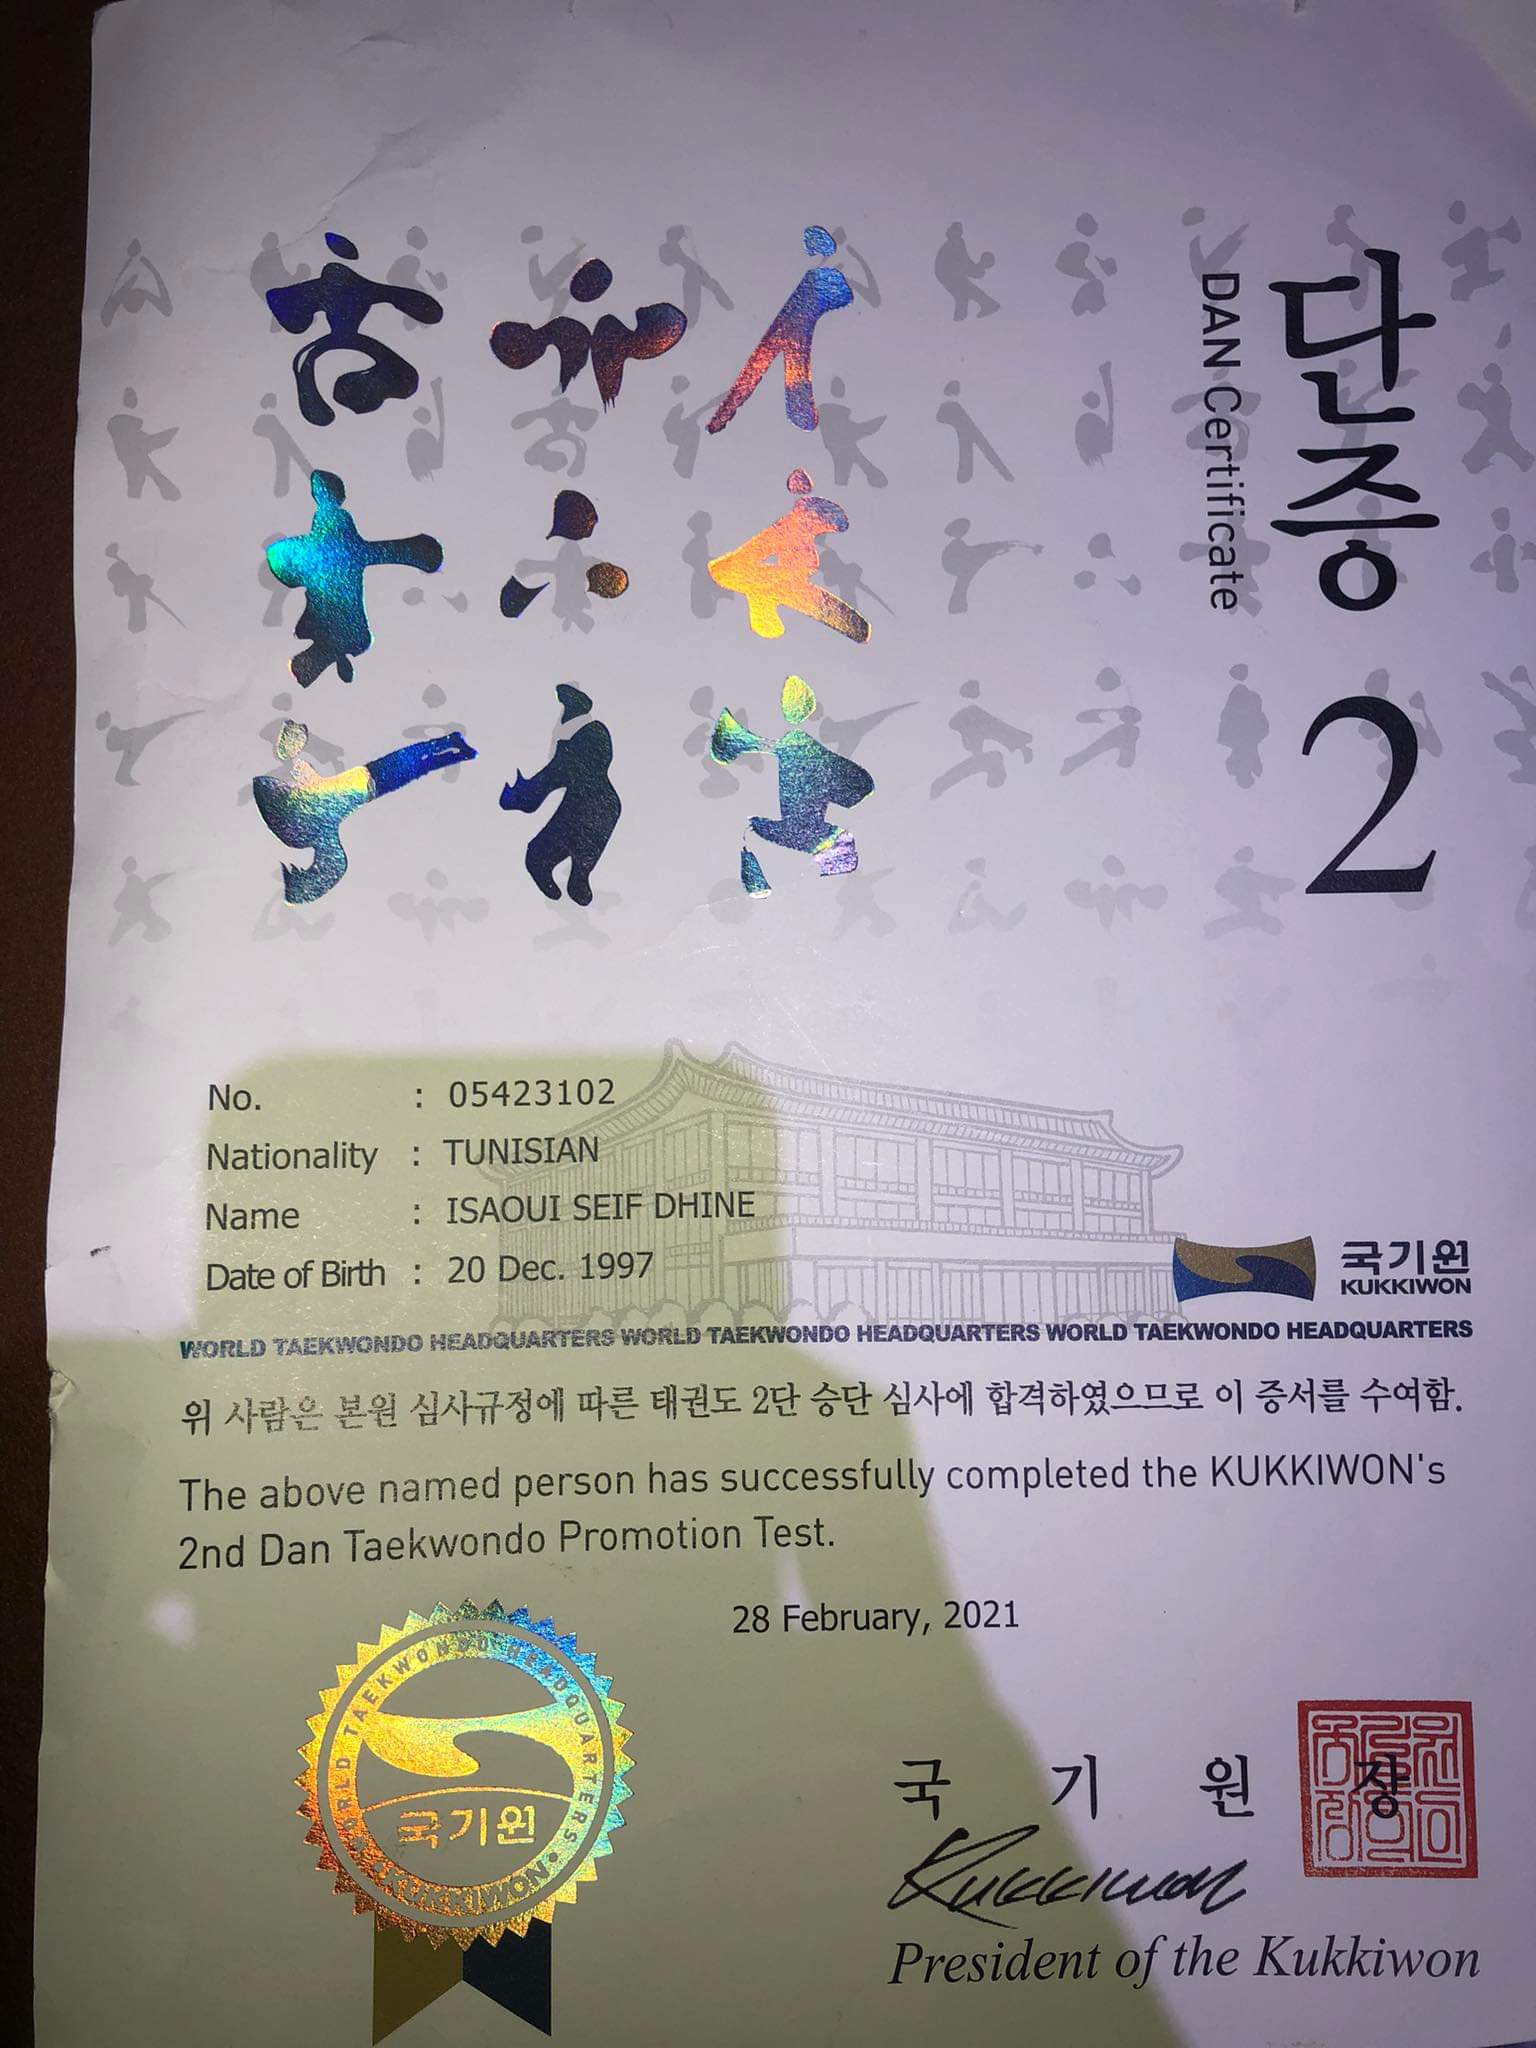 단증 2
DAN Certificate
No. : 05423102
Nationality : TUNISIAN
Name : ISAOUI SEIF DHINE
Date of Birth : 20 Dec. 1997
국기원
KUKKIWON
WORLD TAEKWONDO HEADQUARTERS WORLD TAEKWONDO HEADQUARTERS WORLD TAEKWONDO HEADQUARTERS
위 사람은 본원 심사규정에 따른 태권도 2단 승단 심사에 합격하였으므로 이 증서를 수여함.
The above named person has successfully completed the KUKKIWON's
2nd Dan Taekwondo Promotion Test.
28 February, 2021
WORLD TAEKWONDO HEADQUARTERS
국기원
KUKKIWON
국 기 원 장
Kukkiwon
President of the Kukkiwon